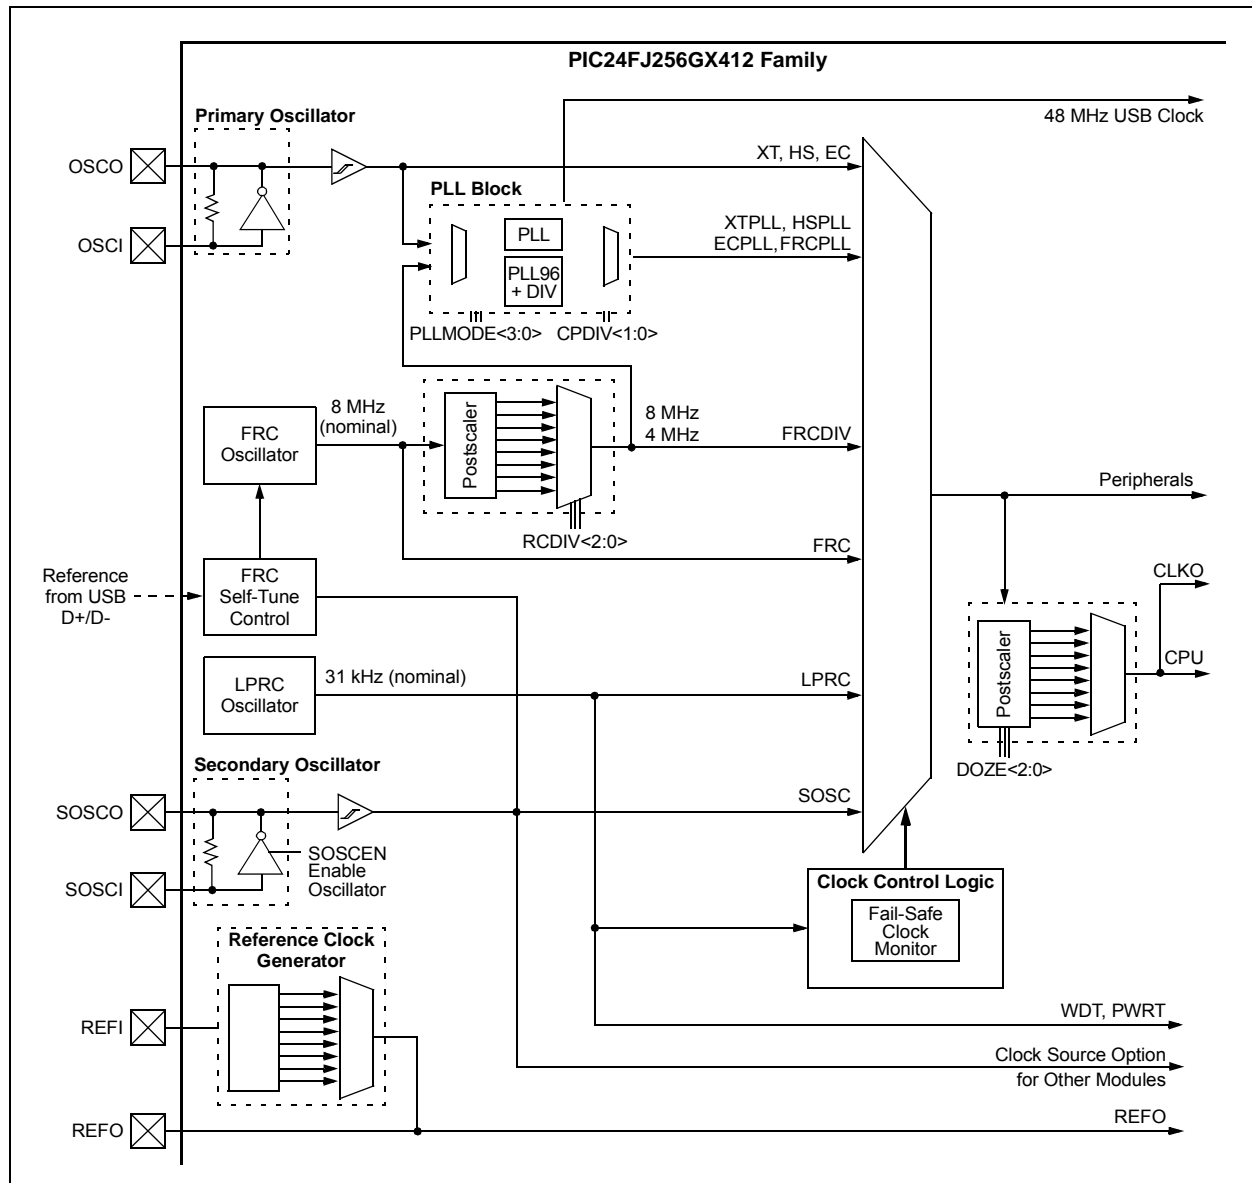 PIC24FJ256GX412 Family
Primary Oscillator
48 MHz USB Clock
OSCO
XT, HS, EC
PLL Block
OSCI
PLL
XTPLL, HSPLL
ECPLL,FRCPLL
PLL96
+ DIV
PLLMODE<3:0>
CPDIV<1:0>
FRC
Oscillator
8 MHz
(nominal)
Postscaler
8 MHz
4 MHz
FRCDIV
Peripherals
RCDIV<2:0>
FRC
Reference
from USB
D+/D-
FRC
Self-Tune
Control
CLKO
Postscaler
CPU
LPRC
Oscillator
31 kHz (nominal)
LPRC
DOZE<2:0>
Secondary Oscillator
SOSCO
SOSC
SOSCEN
Enable
Oscillator
SOSCI
Clock Control Logic
Fail-Safe
Clock
Monitor
Reference Clock
Generator
REFI
WDT, PWRT
Clock Source Option
for Other Modules
REFO
REFO